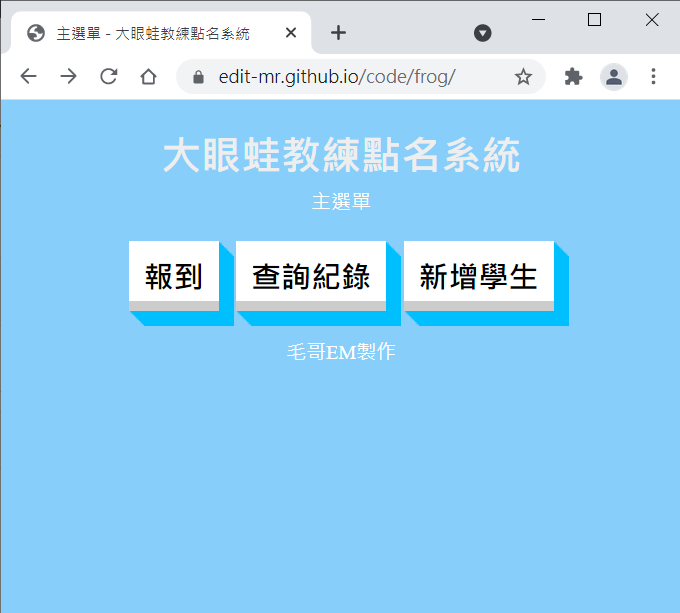 主選單 - 大眼蛙教練點名系統
edit-mr.github.io/code/frog/
大眼蛙教練點名系統
主選單
報到 查詢紀錄 新增學生
毛哥EM製作